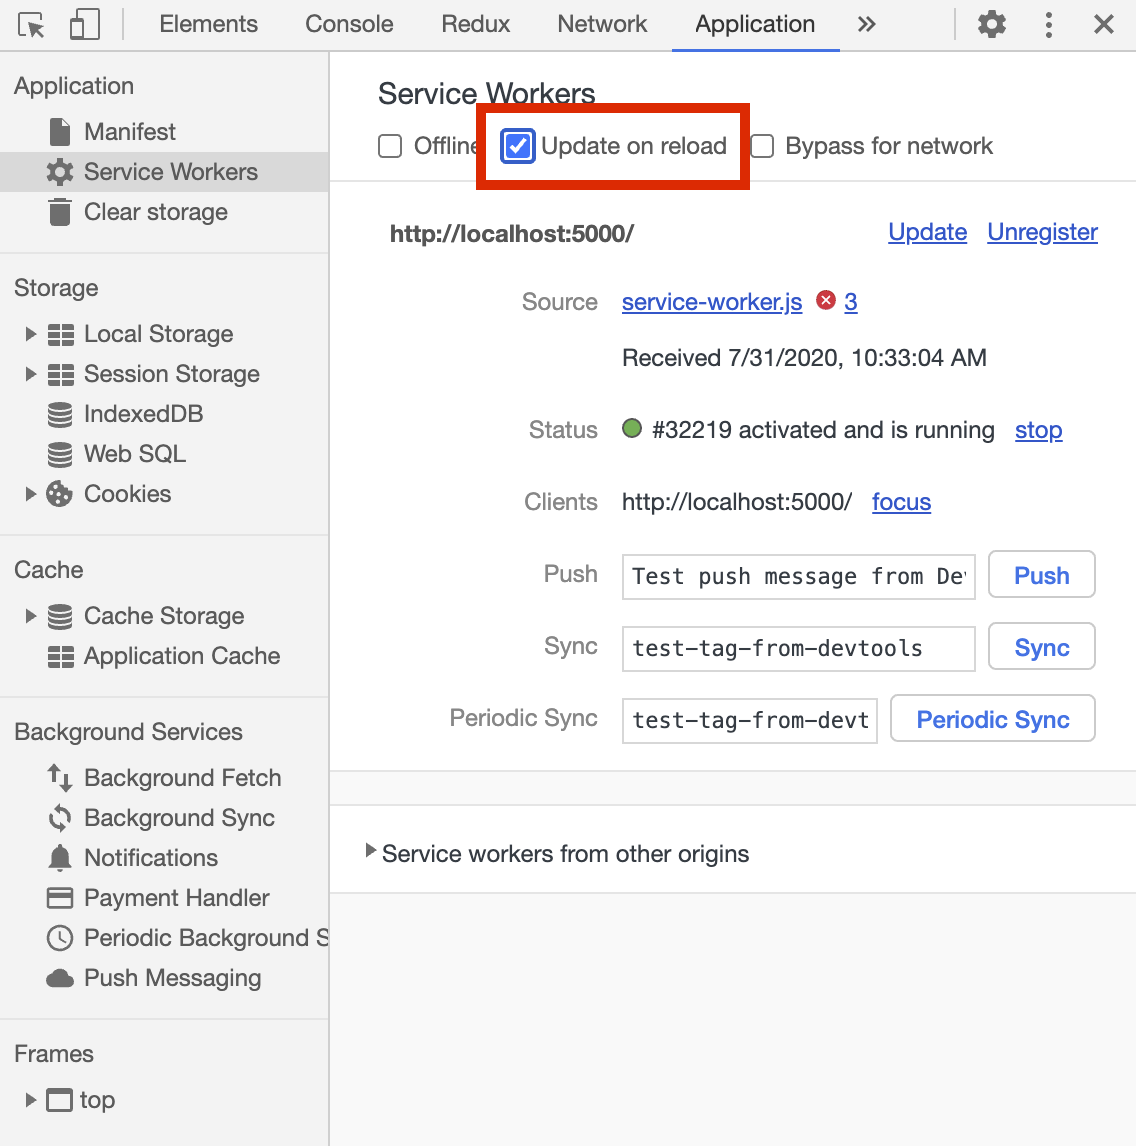 Elements Console Redux Network Application
Application
Manifest
Service Workers
Clear storage
Storage
Local Storage
Session Storage
IndexedDB
Web SQL
Cookies
Cache
Cache Storage
Application Cache
Background Services
Background Fetch
Background Sync
Notifications
Payment Handler
Periodic Background S
Push Messaging
Frames
top
Service Workers
Offline Update on reload Bypass for network
http://localhost:5000/ Update Unregister
Source service-worker.js 3
Received 7/31/2020, 10:33:04 AM
Status #32219 activated and is running stop
Clients http://localhost:5000/ focus
Push Test push message from De Push
Sync test-tag-from-devtools Sync
Periodic Sync test-tag-from-devt Periodic Sync
Service workers from other origins